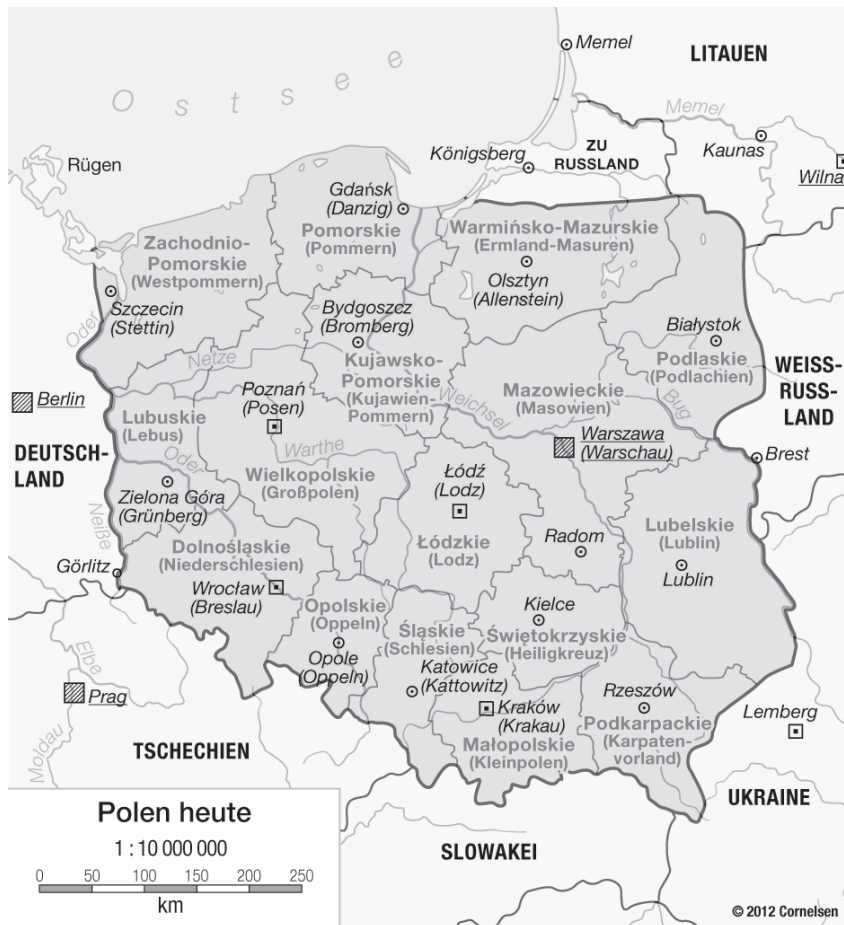 Ostsee
Memel
LITAUEN
Memel
Kaunas
Wilna
ZU
RUSSLAND
Königsberg
Rügen
Gdańsk
(Danzig)
Pomorskie
(Pommern)
Warmińsko-Mazurskie
(Ermland-Masuren)
Olsztyn
(Allenstein)
Zachodnio-
Pomorskie
(Westpommern)
Szczecin
(Stettin)
Oder
Bydgoszcz
(Bromberg)
Netze
Kujawsko-
Pomorskie
(Kujawien-
Pommern)
Białystok
Podlaskie
(Podlachien)
WEISS-
RUSS-
LAND
Berlin
Poznań
(Posen)
Weichsel
Mazowieckie
(Masowien)
Bug
Lubuskie
(Lebus)
Warthe
Warszawa
(Warschau)
Brest
DEUTSCH-
LAND
Oder
Wielkopolskie
(Großpolen)
Łódź
(Lodz)
Zielona Góra
(Grünberg)
Neiße
Łódzkie
(Lodz)
Radom
Lubelskie
(Lublin)
Lublin
Görlitz
Dolnośląskie
(Niederschlesien)
Wrocław
(Breslau)
Opolskie
(Oppeln)
Opole
(Oppeln)
Śląskie
(Schlesien)
Katowice
(Kattowitz)
Kielce
Świętokrzyskie
(Heiligkreuz)
Elbe
Prag
Moldau
Kraków
(Krakau)
Małopolskie
(Kleinpolen)
Rzeszów
Podkarpackie
(Karpaten-
vorland)
Lemberg
TSCHECHIEN
UKRAINE
SLOWAKEI
Polen heute
1 : 10 000 000
0 50 100 150 200 250
km
© 2012 Cornelsen